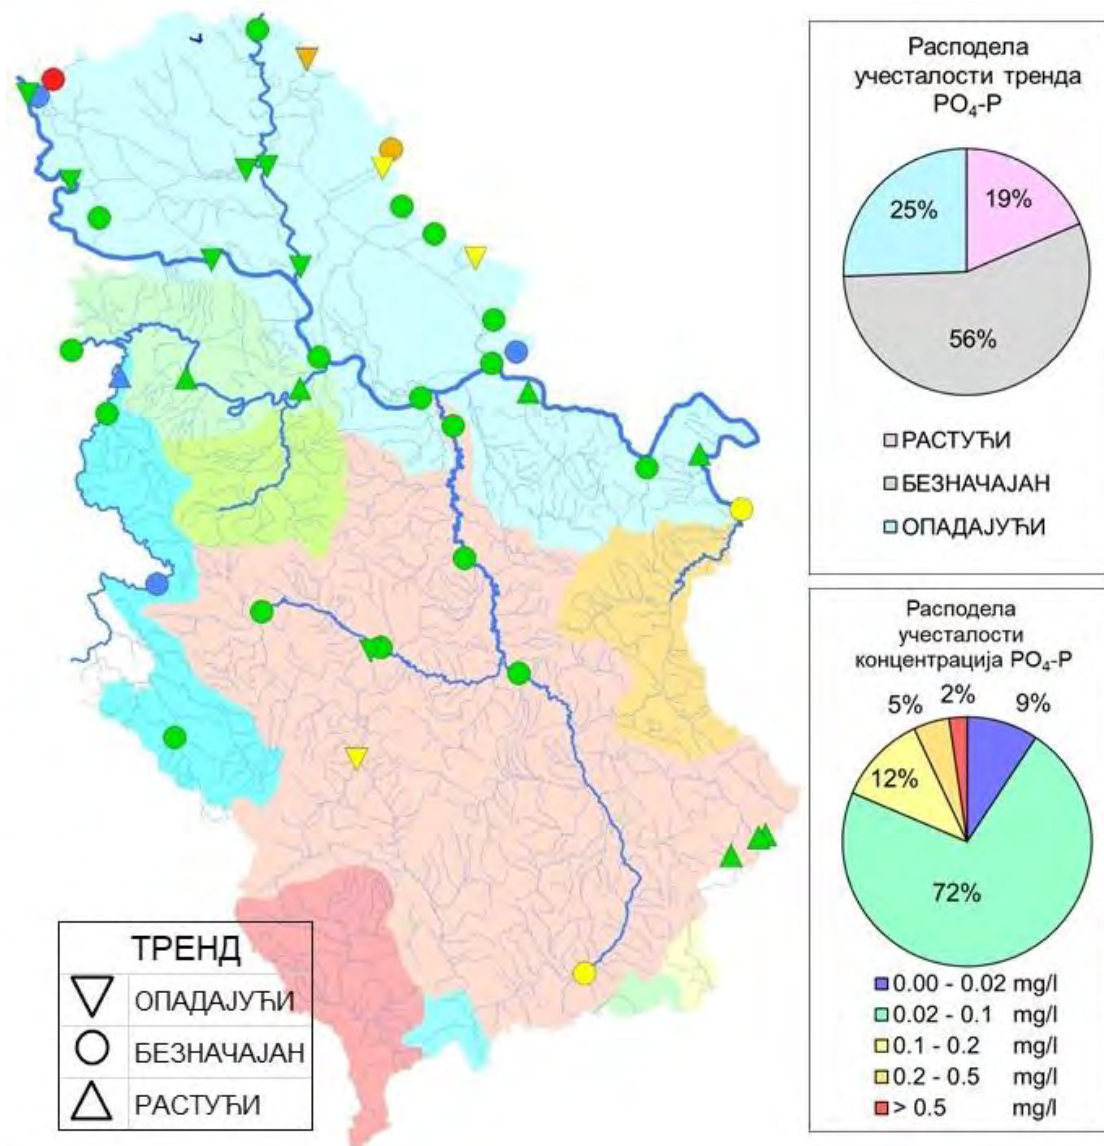 Расподела
учесталости тренда
PO₄-P
25%
19%
56%
РАСТУЋИ
БЕЗНАЧАЈАН
ОПАДАЈУЋИ
Расподела
учесталости
концентрација PO₄-P
5%
2%
9%
12%
72%
0.00 - 0.02 mg/l
0.02 - 0.1 mg/l
0.1 - 0.2 mg/l
0.2 - 0.5 mg/l
> 0.5 mg/l
ТРЕНД
ОПАДАЈУЋИ
БЕЗНАЧАЈАН
РАСТУЋИ